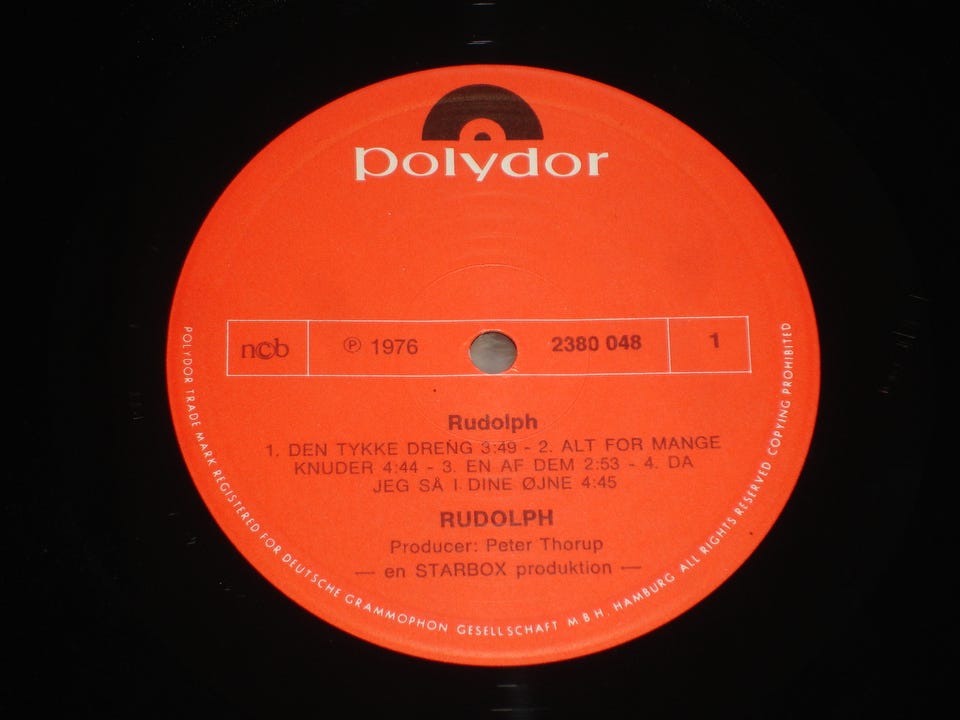 polydor
ncb
℗ 1976
2380 048
1
Rudolph
1. DEN TYKKE DRENG 3:49 - 2. ALT FOR MANGE
KNUDER 4:44 - 3. EN AF DEM 2:53 - 4. DA
JEG SÅ I DINE ØJNE 4:45
RUDOLPH
Producer: Peter Thorup
— en STARBOX produktion —
POLYDOR TRADE MARK REGISTERED FOR DEUTSCHE GRAMMOPHON GESELLSCHAFT M B H. HAMBURG ALL RIGHTS RESERVED COPYING PROHIBITED